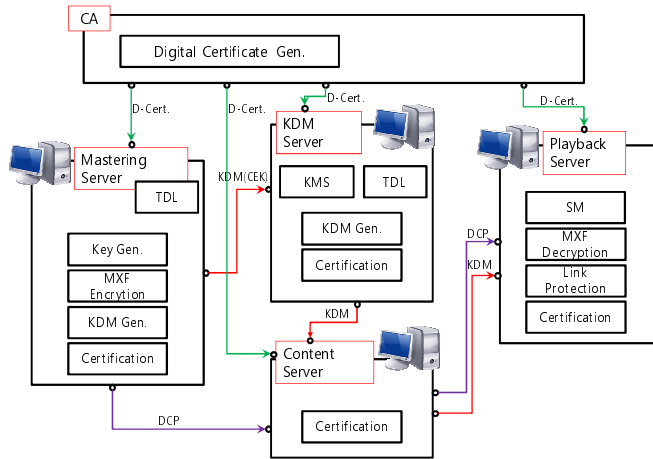 CA
Digital Certificate Gen.
D-Cert.
D-Cert.
D-Cert.
D-Cert.
Mastering
Server
TDL
Key Gen.
MXF
Encrytion
KDM Gen.
Certification
KDM(CEK)
KDM
Server
KMS
TDL
KDM Gen.
Certification
KDM
Content
Server
Certification
DCP
DCP
KDM
Playback
Server
SM
MXF
Decryption
Link
Protection
Certification